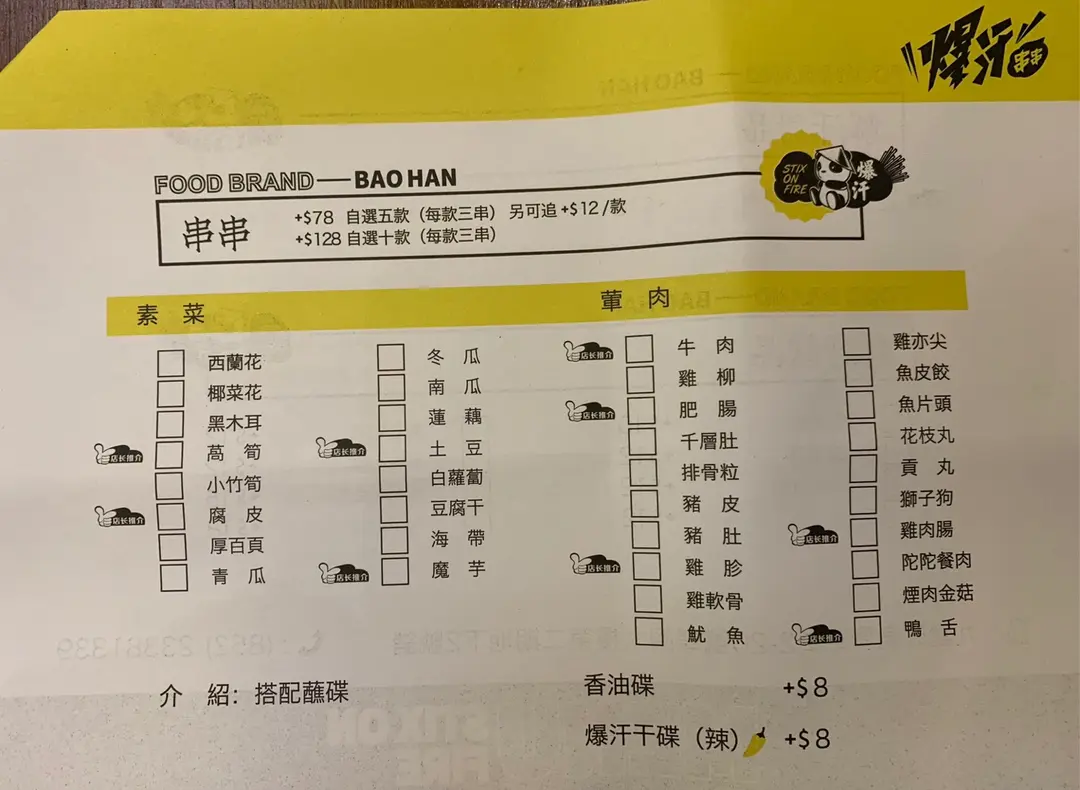 爆汗串串
FOOD BRAND—BAO HAN
STIX ON FIRE
爆汗
串串
+$78 自選五款（每款三串）另可追+$12/款
+$128 自選十款（每款三串）
素菜
西蘭花
椰菜花
黑木耳
店长推介 萵筍
小竹筍
店长推介 腐皮
厚百頁
青瓜
冬瓜
南瓜
蓮藕
店长推介 土豆
白蘿蔔
豆腐干
海帶
店长推介 魔芋
葷肉
店长推介 牛肉
雞柳
店长推介 肥腸
千層肚
排骨粒
豬皮
豬肚
店长推介 雞胗
雞軟骨
魷魚
雞亦尖
魚皮餃
魚片頭
花枝丸
貢丸
獅子狗
店长推介 雞肉腸
陀陀餐肉
煙肉金菇
店长推介 鴨舌
介紹：搭配蘸碟
香油碟 +$8
爆汗干碟（辣） +$8